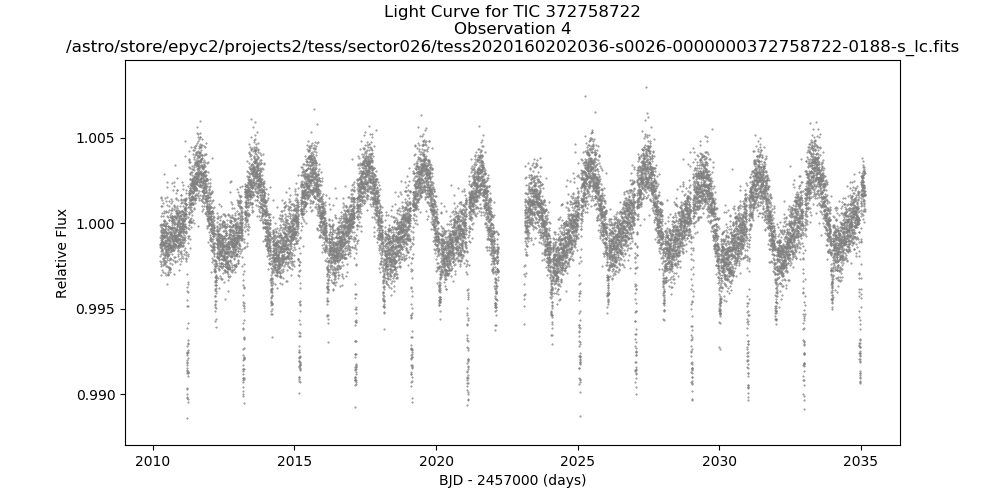 Light Curve for TIC 372758722
Observation 4
/astro/store/epyc2/projects2/tess/sector026/tess2020160202036-s0026-0000000372758722-0188-s_lc.fits
1.005
1.000
0.995
0.990
Relative Flux
2010 2015 2020 2025 2030 2035
BJD - 2457000 (days)